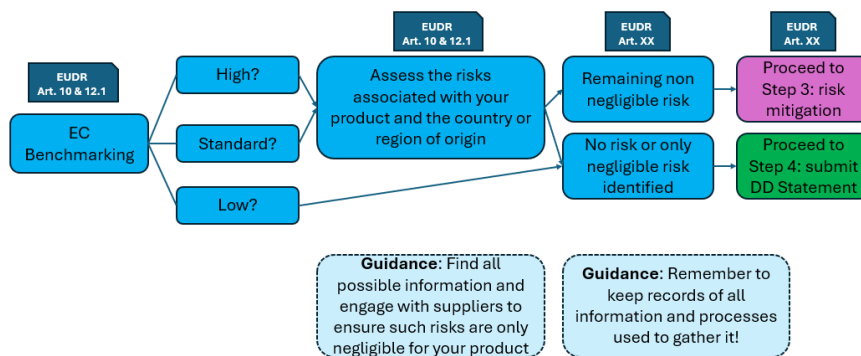 EUDR
Art. 10 & 12.1
EUDR
Art. XX
EUDR
Art. XX
EUDR
Art. 10 & 12.1
EC
Benchmarking
High?
Standard?
Low?
Assess the risks
associated with your
product and the country or
region of origin
Remaining non
negligible risk
No risk or only
negligible risk
identified
Proceed to
Step 3: risk
mitigation
Proceed to
Step 4: submit
DD Statement
Guidance: Find all
possible information and
engage with suppliers to
ensure such risks are only
negligible for your product
Guidance: Remember to
keep records of all
information and processes
used to gather it!